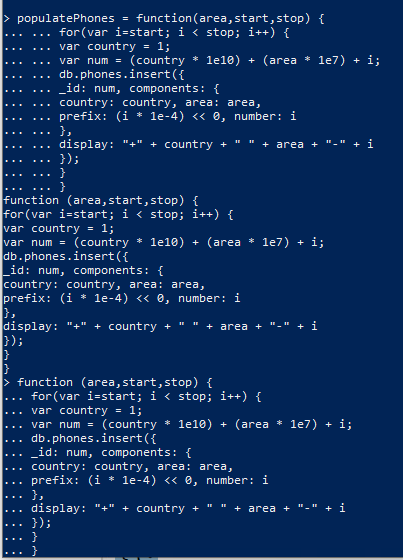 > populatePhones = function(area,start,stop) {
... ... for(var i=start; i < stop; i++) {
... ... var country = 1;
... ... var num = (country * 1e10) + (area * 1e7) + i;
... ... db.phones.insert({
... ... _id: num, components: {
... ... country: country, area: area,
... ... prefix: (i * 1e-4) << 0, number: i
... ... },
... ... display: "+" + country + " " + area + "-" + i
... ... });
... ... }
... ... }
function (area,start,stop) {
for(var i=start; i < stop; i++) {
var country = 1;
var num = (country * 1e10) + (area * 1e7) + i;
db.phones.insert({
_id: num, components: {
country: country, area: area,
prefix: (i * 1e-4) << 0, number: i
},
display: "+" + country + " " + area + "-" + i
});
}
}
> function (area,start,stop) {
... for(var i=start; i < stop; i++) {
... var country = 1;
... var num = (country * 1e10) + (area * 1e7) + i;
... db.phones.insert({
... _id: num, components: {
... country: country, area: area,
... prefix: (i * 1e-4) << 0, number: i
... },
... display: "+" + country + " " + area + "-" + i
... });
... }
... }